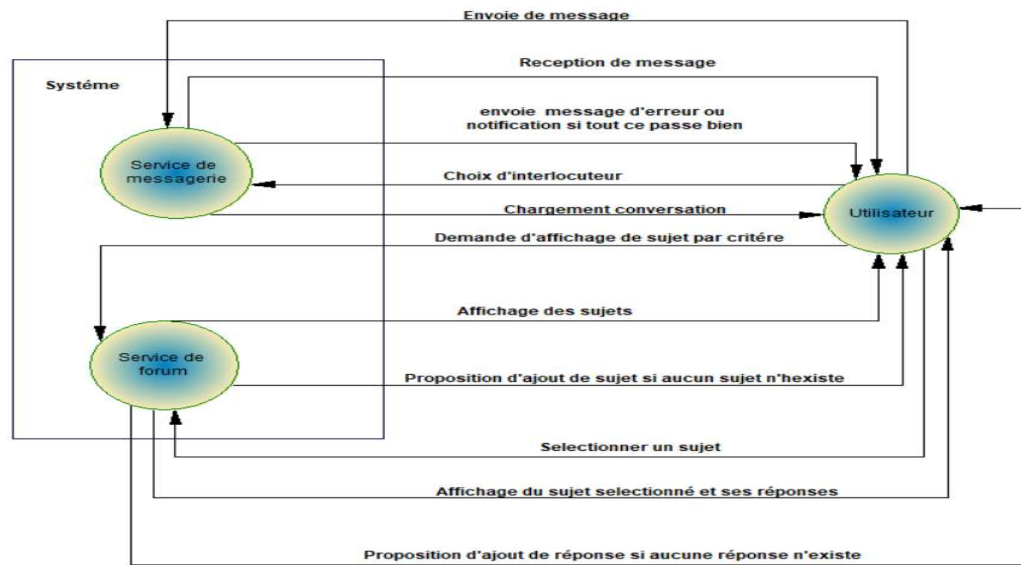 Envoie de message
Reception de message
Systéme
envoie message d'erreur ou
notification si tout ce passe bien
Service de
messagerie
Choix d'interlocuteur
Chargement conversation
Utilisateur
Demande d'affichage de sujet par critére
Affichage des sujets
Service de
forum
Proposition d'ajout de sujet si aucun sujet n'hexiste
Selectionner un sujet
Affichage du sujet selectionné et ses réponses
Proposition d'ajout de réponse si aucune réponse n'existe